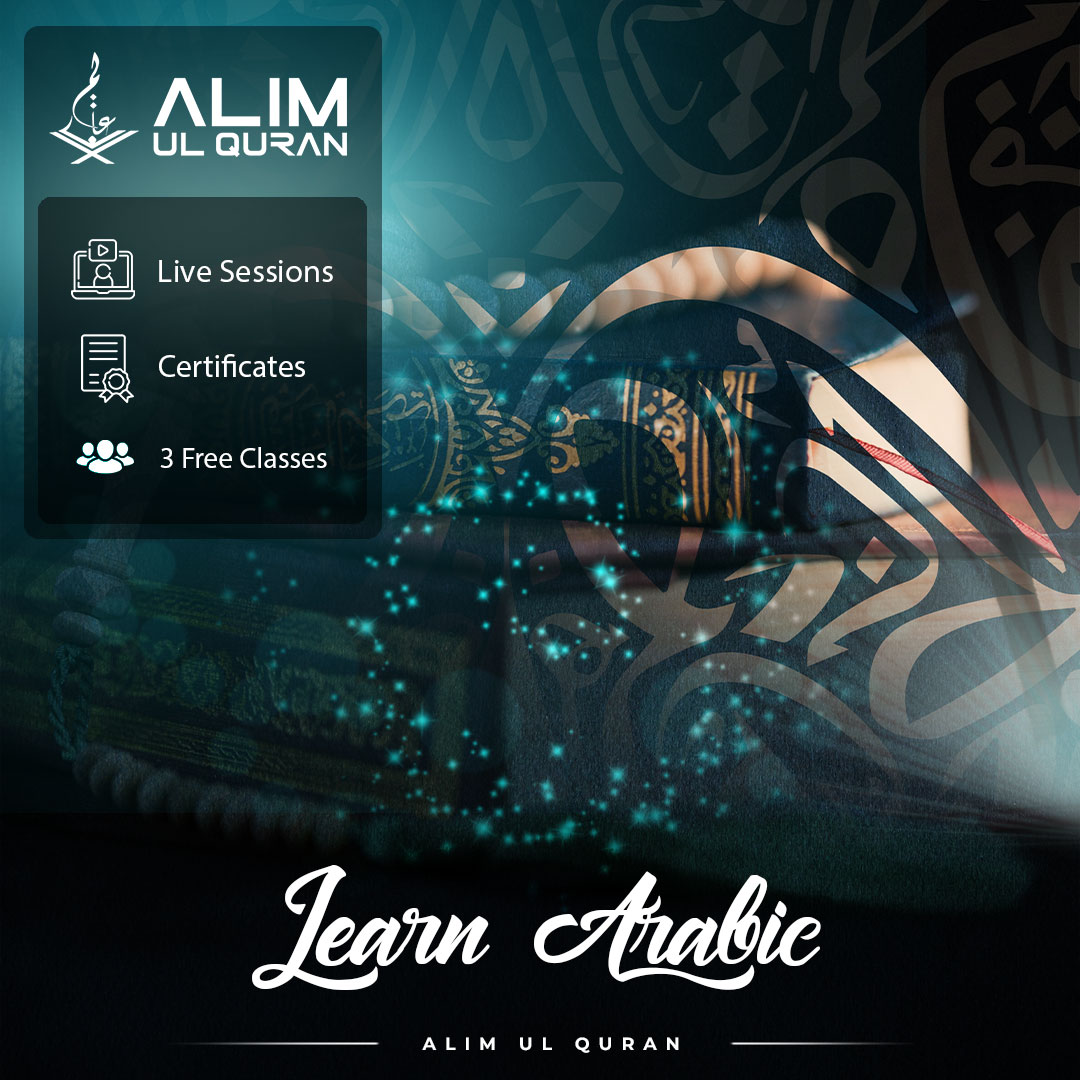 ALIM
UL QURAN
Live Sessions
Certificates
3 Free Classes
Learn Arabic
ALIM UL QURAN